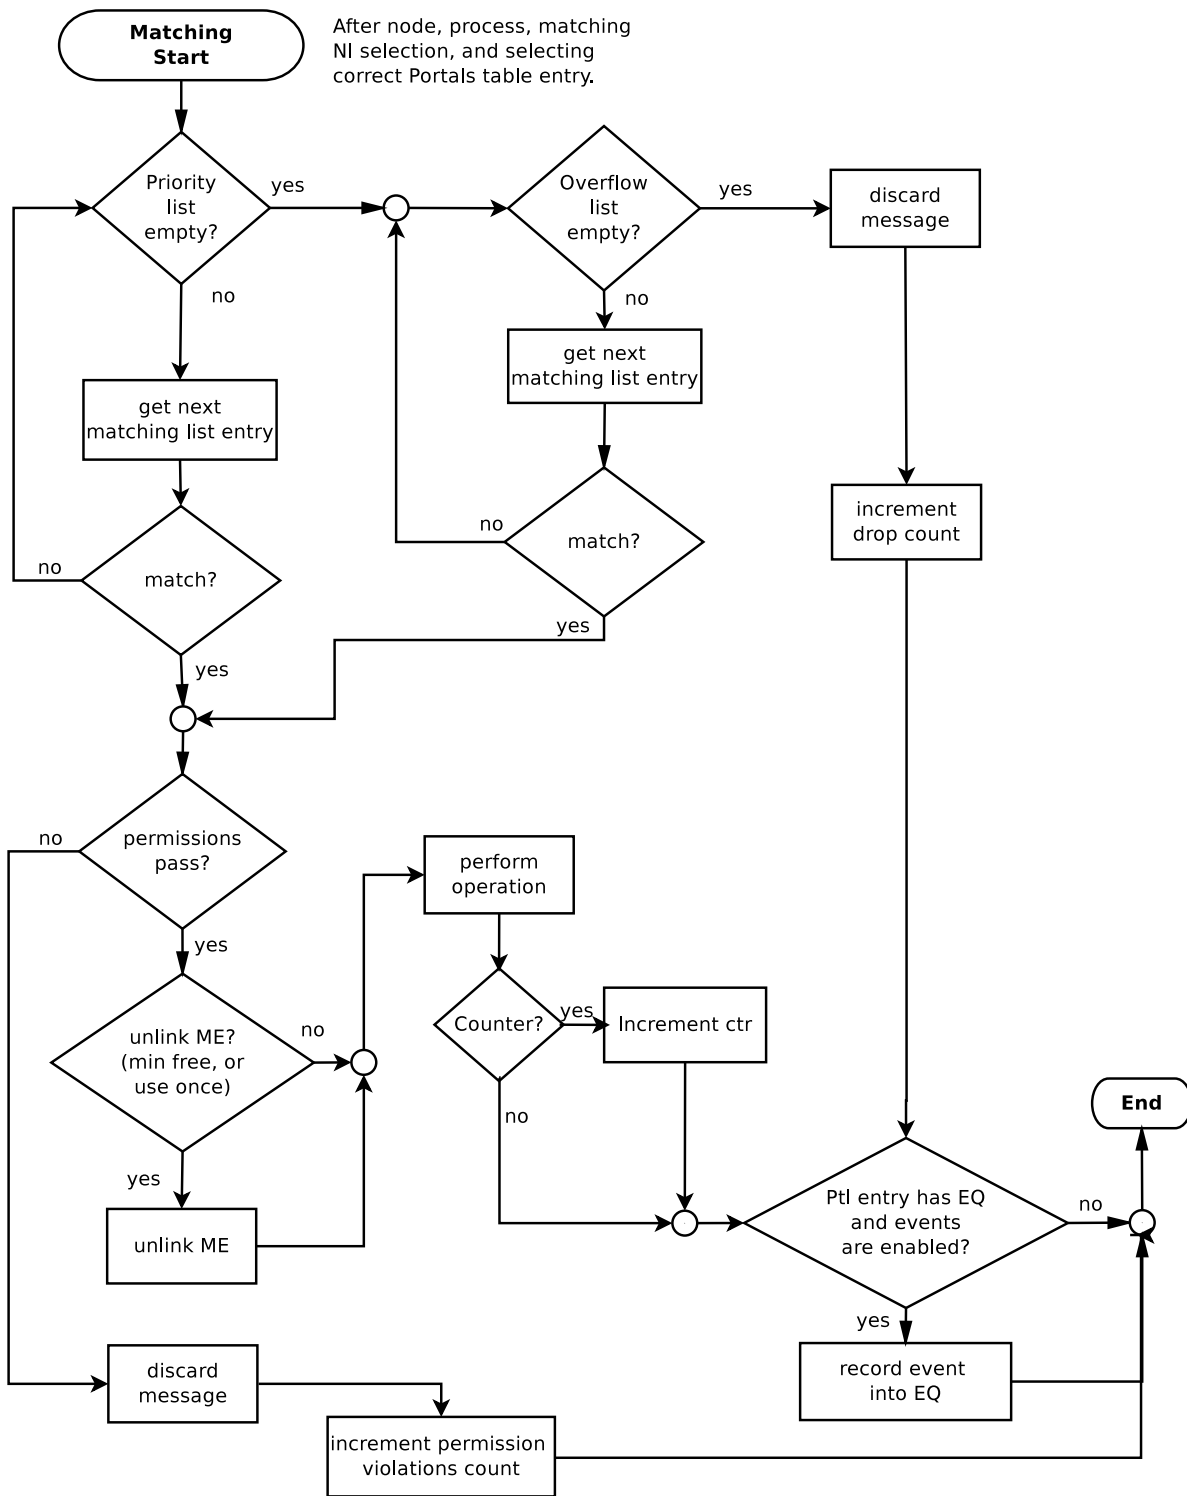 Matching
Start
After node, process, matching
NI selection, and selecting
correct Portals table entry.
Priority
list
empty?
yes
no
Overflow
list
empty?
yes
no
discard
message
get next
matching list entry
get next
matching list entry
increment
drop count
match?
no
yes
match?
no
yes
permissions
pass?
no
yes
perform
operation
unlink ME?
(min free, or
use once)
no
yes
Counter?
yes
no
Increment ctr
End
unlink ME
Ptl entry has EQ
and events
are enabled?
no
yes
discard
message
record event
into EQ
increment permission
violations count